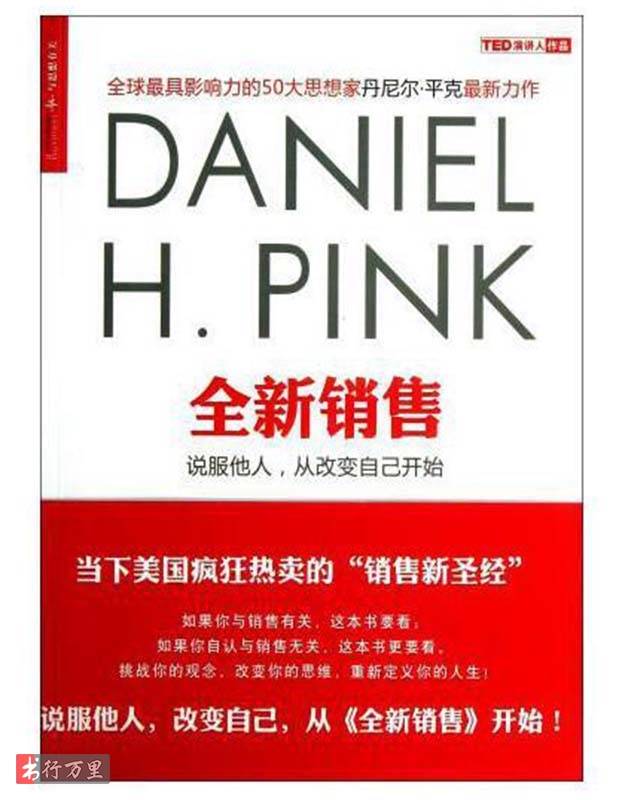 TED演讲人作品
与思想有关
全球最具影响力的50大思想家丹尼尔·平克最新力作
DANIEL
H. PINK
全新销售
说服他人，从改变自己开始
当下美国疯狂热卖的“销售新圣经”
如果你与销售有关，这本书要看；
如果你自认与销售无关，这本书更要看。
挑战你的观念，改变你的思维，重新定义你的人生！
说服他人，改变自己，从《全新销售》开始！
书行万里